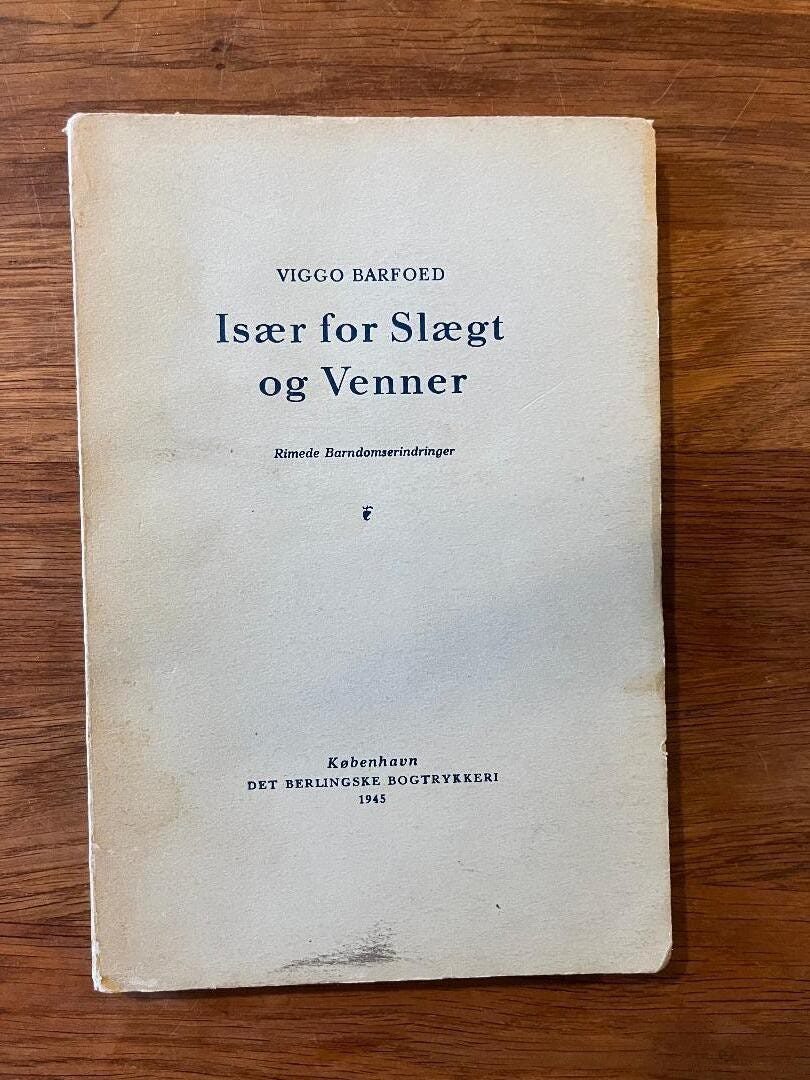 VIGGO BARFOED
Især for Slægt
og Venner
Rimede Barndomserindringer
København
DET BERLINGSKE BOGTRYKKERI
1945